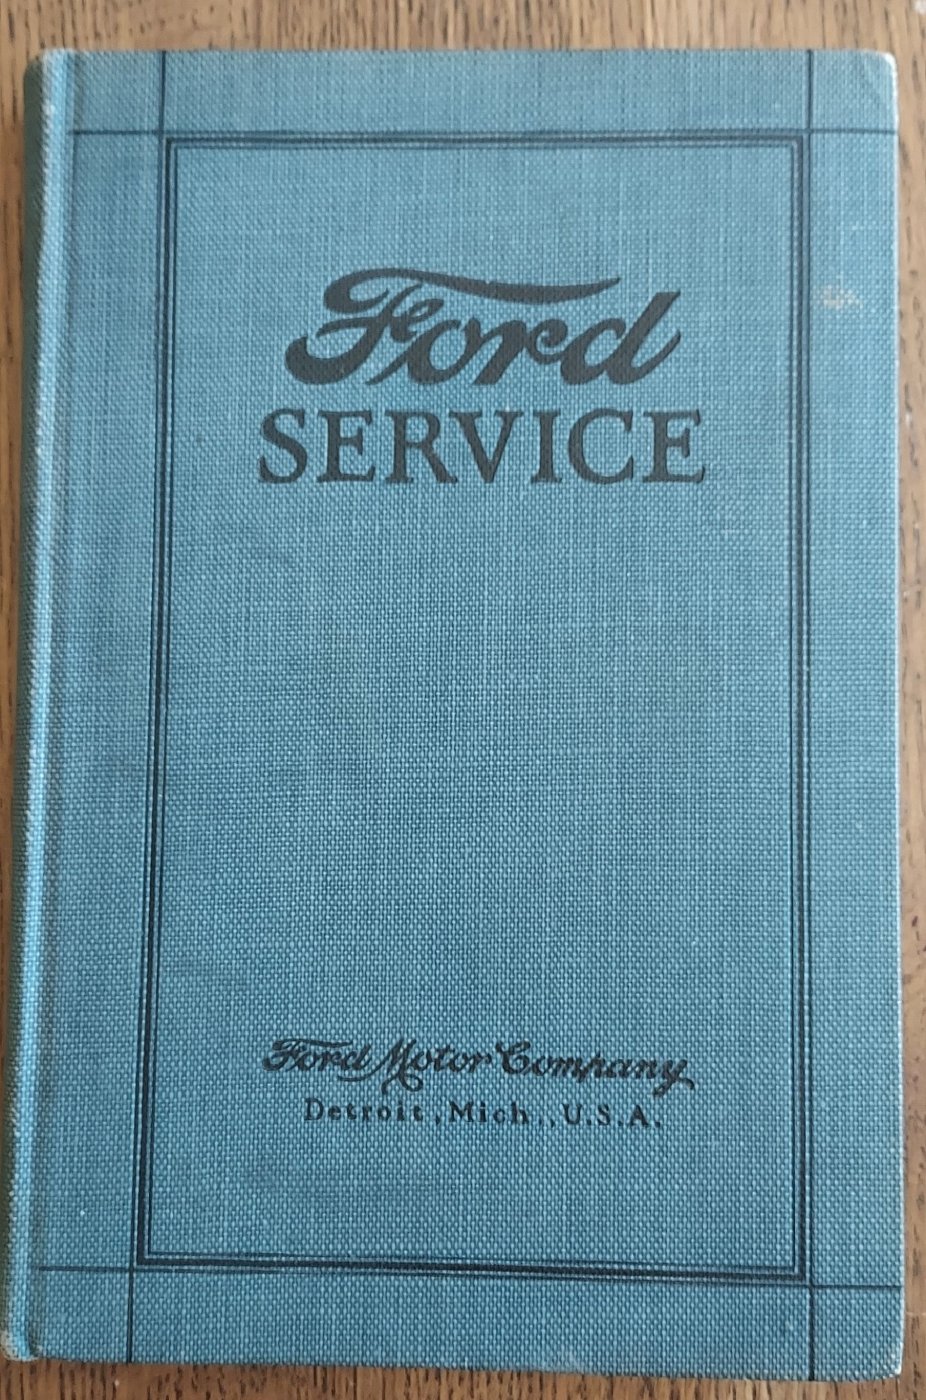 Ford
SERVICE
Ford Motor Company
Detroit, Mich., U.S.A.